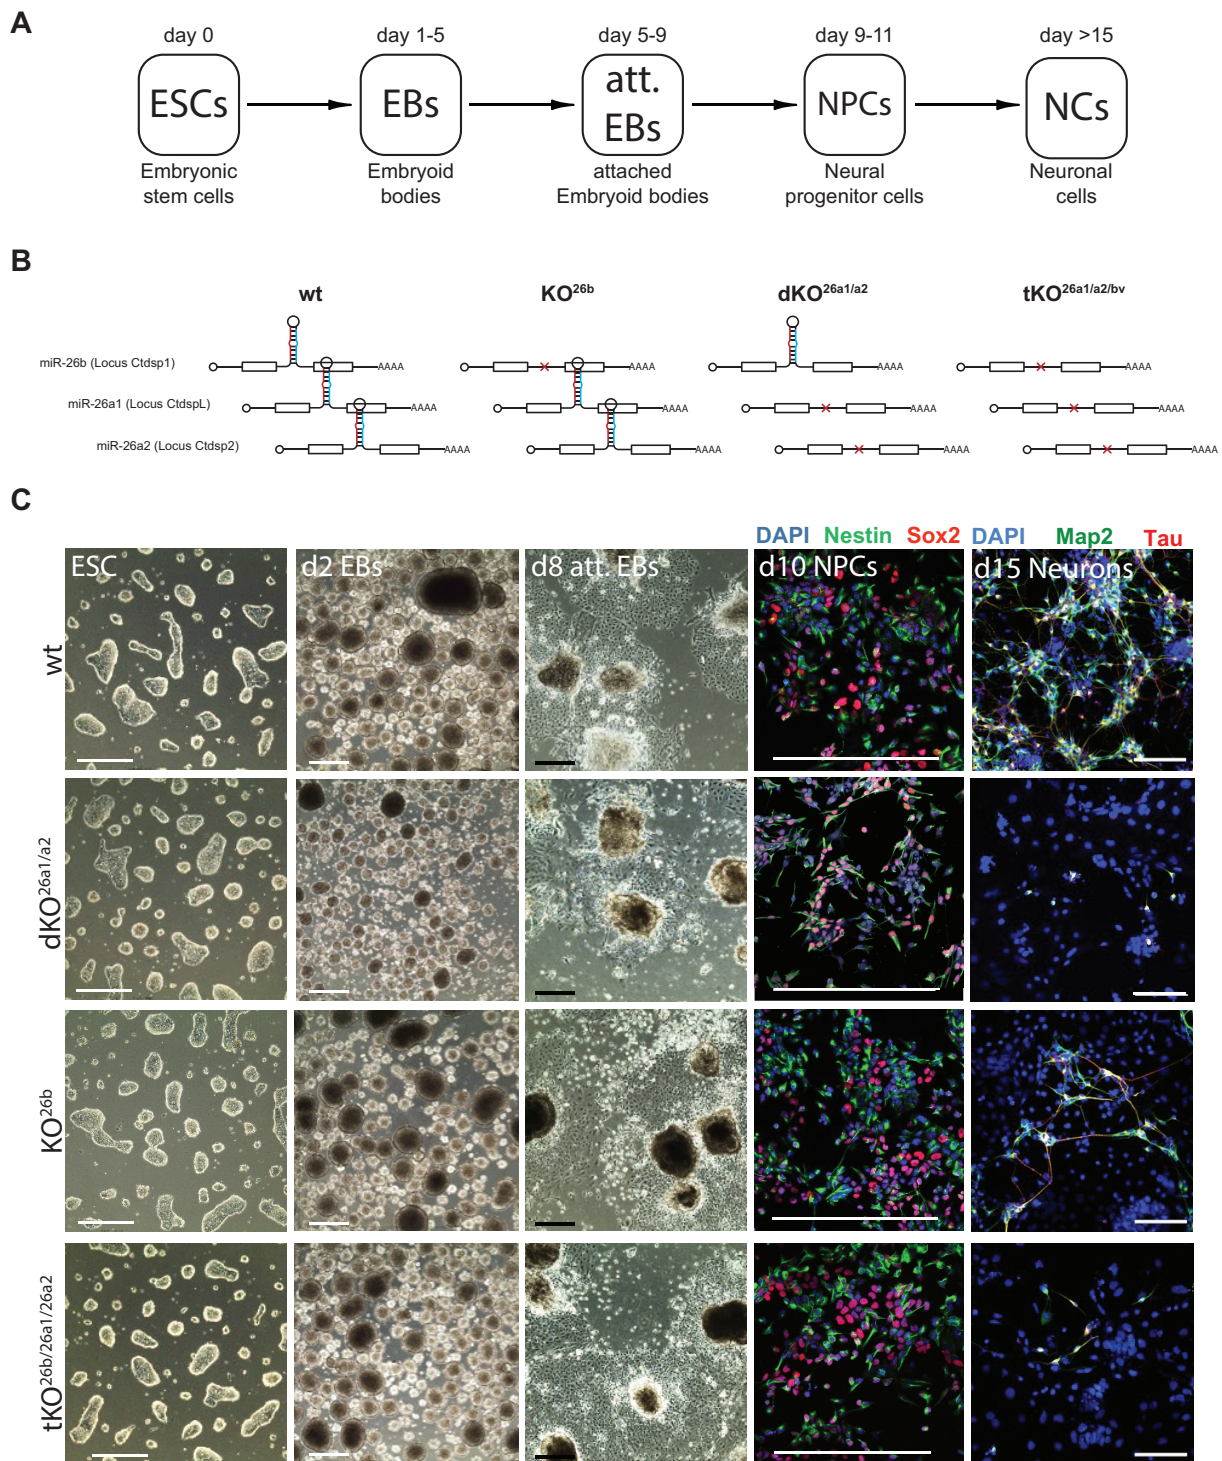 A
day 0 day 1-5 day 5-9 day 9-11 day >15
ESCs EBs att. EBs NPCs NCs
Embryonic stem cells Embryoid bodies attached Embryoid bodies Neural progenitor cells Neuronal cells
B
wt KO26b dKO26a1/a2 tKO26a1/a2/bv
miR-26b (Locus Ctdsp1) AAAA AAAA AAAA AAAA
miR-26a1 (Locus CtdspL) AAAA AAAA AAAA AAAA
miR-26a2 (Locus Ctdsp2) AAAA AAAA AAAA AAAA
C
DAPI Nestin Sox2 DAPI Map2 Tau
ESC d2 EBs d8 att. EBs d10 NPCs d15 Neurons
wt
dKO26a1/a2
KO26b
tKO26b/26a1/26a2